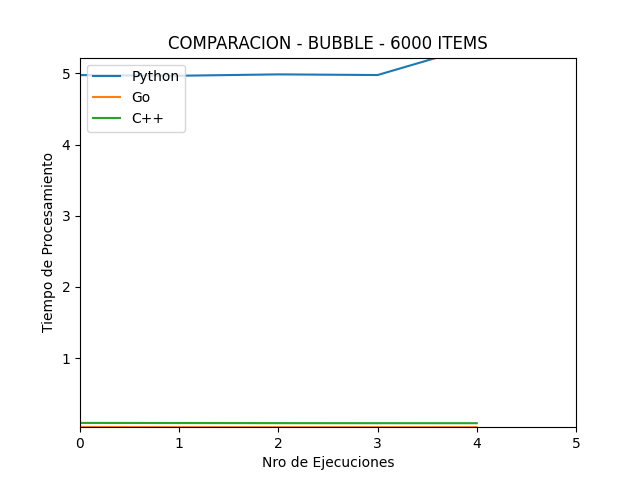 COMPARACION - BUBBLE - 6000 ITEMS
Python
Go
C++
5
4
3
2
1
Tiempo de Procesamiento
0 1 2 3 4 5
Nro de Ejecuciones